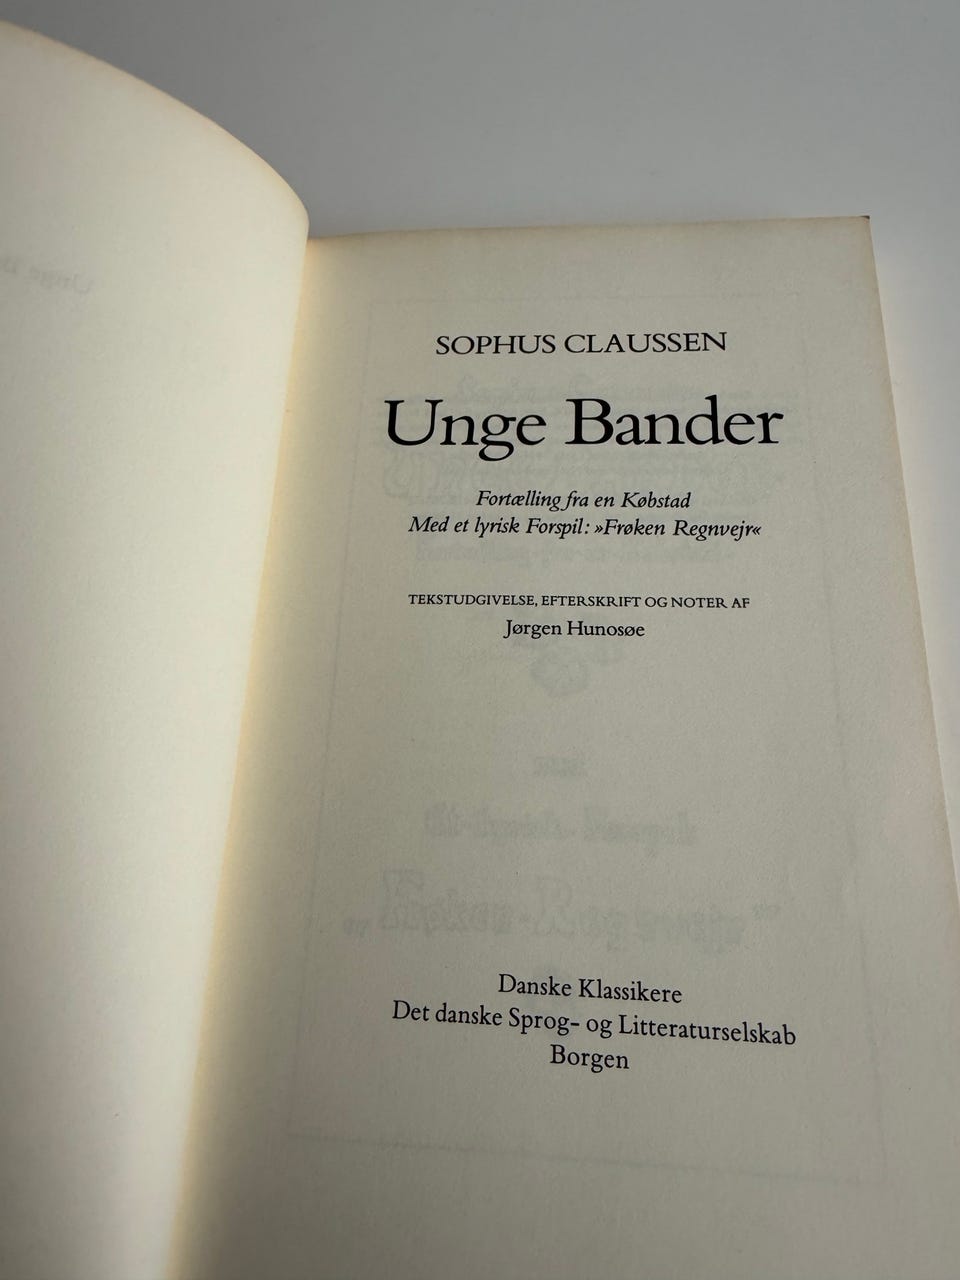 SOPHUS CLAUSSEN
Unge Bander
Fortælling fra en Købstad
Med et lyrisk Forspil: »Frøken Regnvejr«
TEKSTUDGIVELSE, EFTERSKRIFT OG NOTER AF
Jørgen Hunosøe
Danske Klassikere
Det danske Sprog- og Litteraturselskab
Borgen